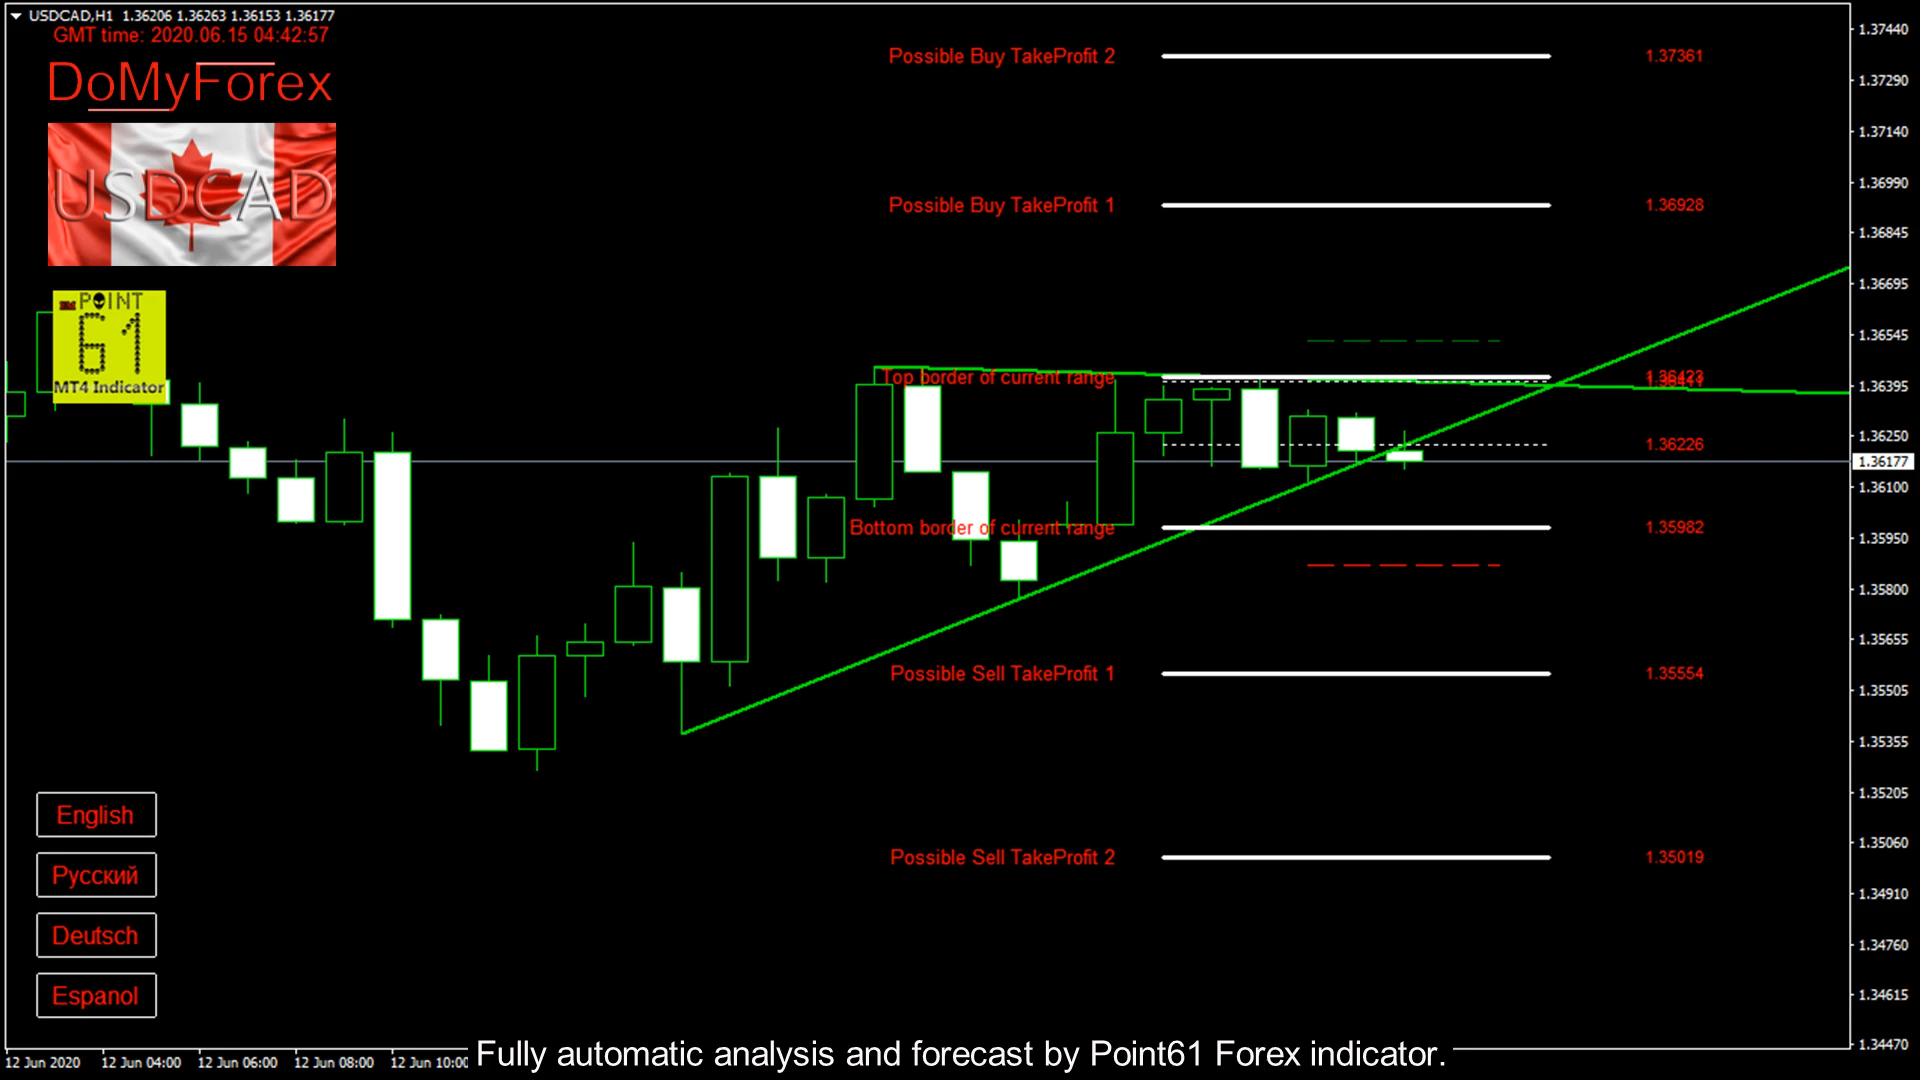 USDCAD,H1 1.36206 1.36263 1.36153 1.36177
GMT time: 2020.06.15 04:42:57
DoMyForex
USDCAD
POINT
61
MT4 Indicator
Possible Buy TakeProfit 2
1.37361
Possible Buy TakeProfit 1
1.36928
Top border of current range
1.36423
1.36226
Bottom border of current range
1.35982
Possible Sell TakeProfit 1
1.35554
Possible Sell TakeProfit 2
1.35019
1.37440
1.37290
1.37140
1.36990
1.36845
1.36695
1.36545
1.36395
1.36250
1.36177
1.36100
1.35950
1.35800
1.35655
1.35505
1.35355
1.35205
1.35060
1.34910
1.34760
1.34615
1.34470
English
Русский
Deutsch
Espanol
12 Jun 2020
12 Jun 04:00
12 Jun 06:00
12 Jun 08:00
12 Jun 10:00
Fully automatic analysis and forecast by Point61 Forex indicator.